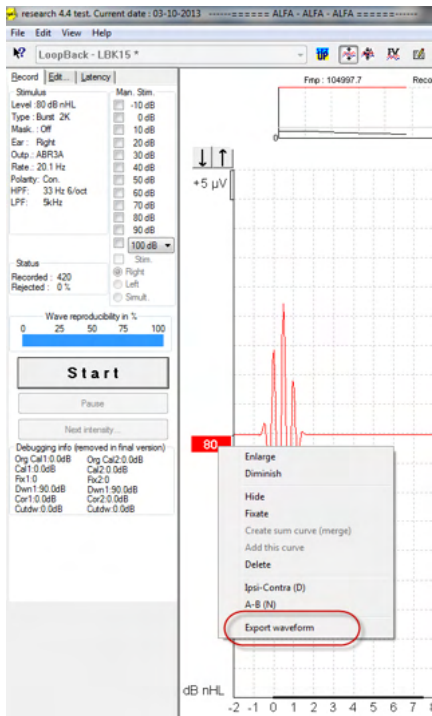 research 4.4 test. Current date : 03-10-2013 ------====== ALFA - ALFA - ALFA ======------
File Edit View Help
LoopBack - LBK15 *
UP
Record Edit... Latency
Stimulus
Level :80 dB nHL
Type : Burst 2K
Mask. : Off
Ear : Right
Outp.: ABR3A
Rate.: 20.1 Hz
Polarity: Con.
HPF: 33 Hz 6/oct
LPF: 5kHz
Man. Stim.
-10 dB
0 dB
10 dB
20 dB
30 dB
40 dB
50 dB
60 dB
70 dB
80 dB
90 dB
100 dB
Stim.
Right
Left
Simult.
Status
Recorded : 420
Rejected : 0 %
Wave reproducibility in %
0 25 50 75 100
Start
Pause
Next intensity...
Debugging info (removed in final version)
Org Cal1:0.0dB Org Cal2:0.0dB
Cal1:0.0dB Cal2:0.0dB
Fix1:0 Fix2:0
Dwn1:90.0dB Dwn1:90.0dB
Cor1:0.0dB Cor2:0.0dB
Cutdw:0.0dB Cutdw:0.0dB
Fmp : 104997.7 Reco
0
+5 µV
80
Enlarge
Diminish
Hide
Fixate
Create sum curve (merge)
Add this curve
Delete
Ipsi-Contra (D)
A-B (N)
Export waveform
dB nHL
-2 -1 0 1 2 3 4 5 6 7 8